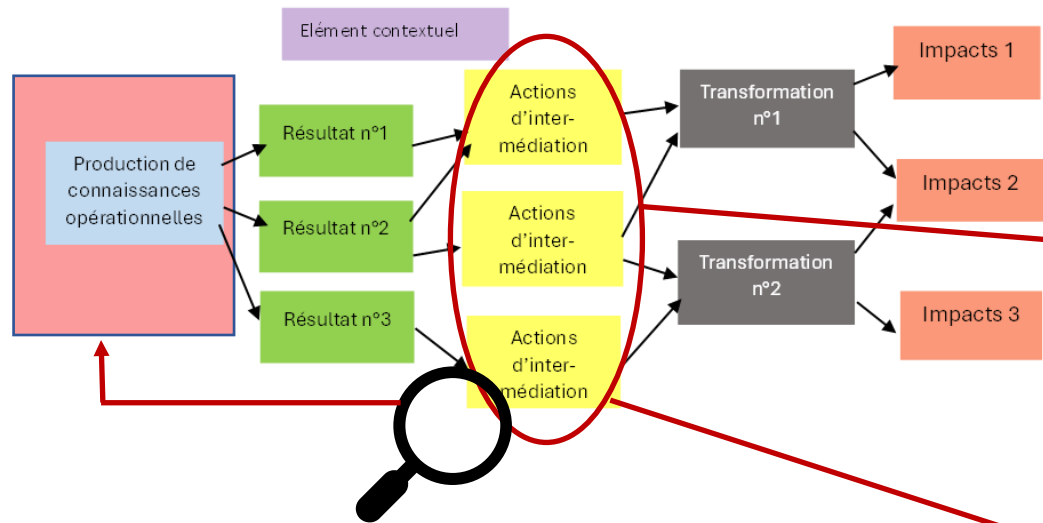 Elément contextuel
Production de
connaissances
opérationnelles
Résultat n°1
Résultat n°2
Résultat n°3
Actions
d'inter-
médiation
Actions
d'inter-
médiation
Actions
d'inter-
médiation
Transformation
n°1
Transformation
n°2
Impacts 1
Impacts 2
Impacts 3